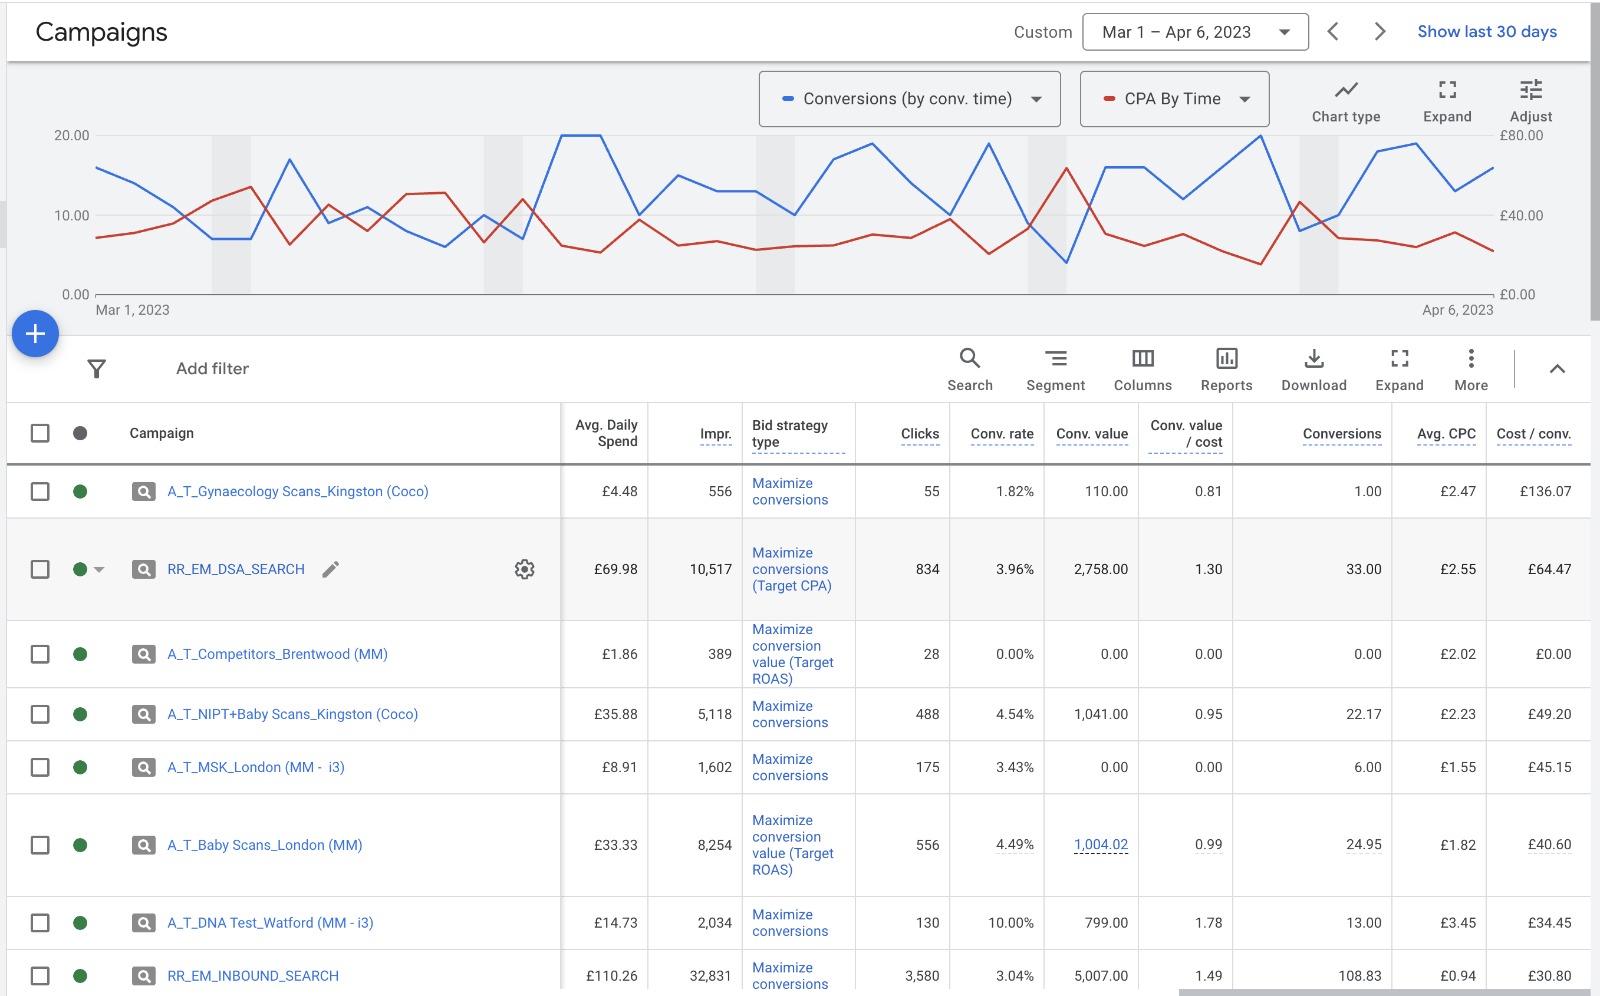 Campaigns
Custom
Mar 1 – Apr 6, 2023
Show last 30 days
Conversions (by conv. time)
CPA By Time
Chart type
Expand
Adjust
20.00
£80.00
10.00
£40.00
0.00
£0.00
Mar 1, 2023
Apr 6, 2023
Add filter
Search
Segment
Columns
Reports
Download
Expand
More
Campaign
Avg. Daily
Spend
Impr.
Bid strategy
type
Clicks
Conv. rate
Conv. value
Conv. value
/ cost
Conversions
Avg. CPC
Cost / conv.
A_T_Gynaecology Scans_Kingston (Coco)
£4.48
556
Maximize
conversions
55
1.82%
110.00
0.81
1.00
£2.47
£136.07
RR_EM_DSA_SEARCH
£69.98
10,517
Maximize
conversions
(Target CPA)
834
3.96%
2,758.00
1.30
33.00
£2.55
£64.47
A_T_Competitors_Brentwood (MM)
£1.86
389
Maximize
conversion
value (Target
ROAS)
28
0.00%
0.00
0.00
0.00
£2.02
£0.00
A_T_NIPT+Baby Scans_Kingston (Coco)
£35.88
5,118
Maximize
conversions
488
4.54%
1,041.00
0.95
22.17
£2.23
£49.20
A_T_MSK_London (MM - i3)
£8.91
1,602
Maximize
conversions
175
3.43%
0.00
0.00
6.00
£1.55
£45.15
A_T_Baby Scans_London (MM)
£33.33
8,254
Maximize
conversion
value (Target
ROAS)
556
4.49%
1,004.02
0.99
24.95
£1.82
£40.60
A_T_DNA Test_Watford (MM - i3)
£14.73
2,034
Maximize
conversions
130
10.00%
799.00
1.78
13.00
£3.45
£34.45
RR_EM_INBOUND_SEARCH
£110.26
32,831
Maximize
conversions
3,580
3.04%
5,007.00
1.49
108.83
£0.94
£30.80